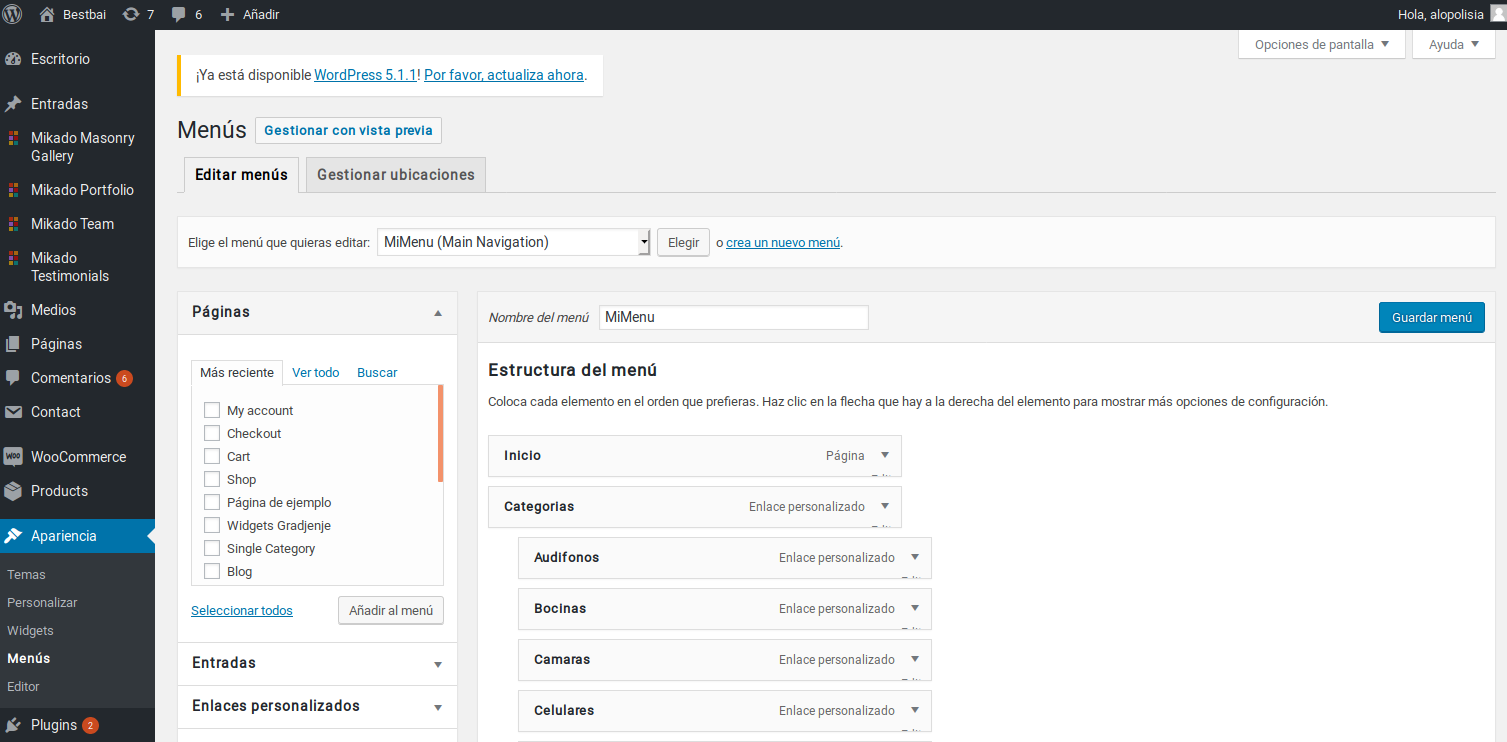 Bestbai 7 6 Añadir Hola, alopolisia
Escritorio
Entradas
Mikado Masonry
Gallery
Mikado Portfolio
Mikado Team
Mikado
Testimonials
Medios
Páginas
Comentarios 6
Contact
WOO WooCommerce
Products
Apariencia
Temas
Personalizar
Widgets
Menús
Editor
Plugins 2
Opciones de pantalla Ayuda
¡Ya está disponible WordPress 5.1.1! Por favor, actualiza ahora.
Menús Gestionar con vista previa
Editar menús Gestionar ubicaciones
Elige el menú que quieras editar: MiMenu (Main Navigation) Elegir o crea un nuevo menú.
Páginas
Más reciente Ver todo Buscar
My account
Checkout
Cart
Shop
Página de ejemplo
Widgets Gradjenje
Single Category
Blog
Seleccionar todos Añadir al menú
Entradas
Enlaces personalizados
Nombre del menú MiMenu Guardar menú
Estructura del menú
Coloca cada elemento en el orden que prefieras. Haz clic en la flecha que hay a la derecha del elemento para mostrar más opciones de configuración.
Inicio Página
Categorias Enlace personalizado
Audifonos Enlace personalizado
Bocinas Enlace personalizado
Camaras Enlace personalizado
Celulares Enlace personalizado